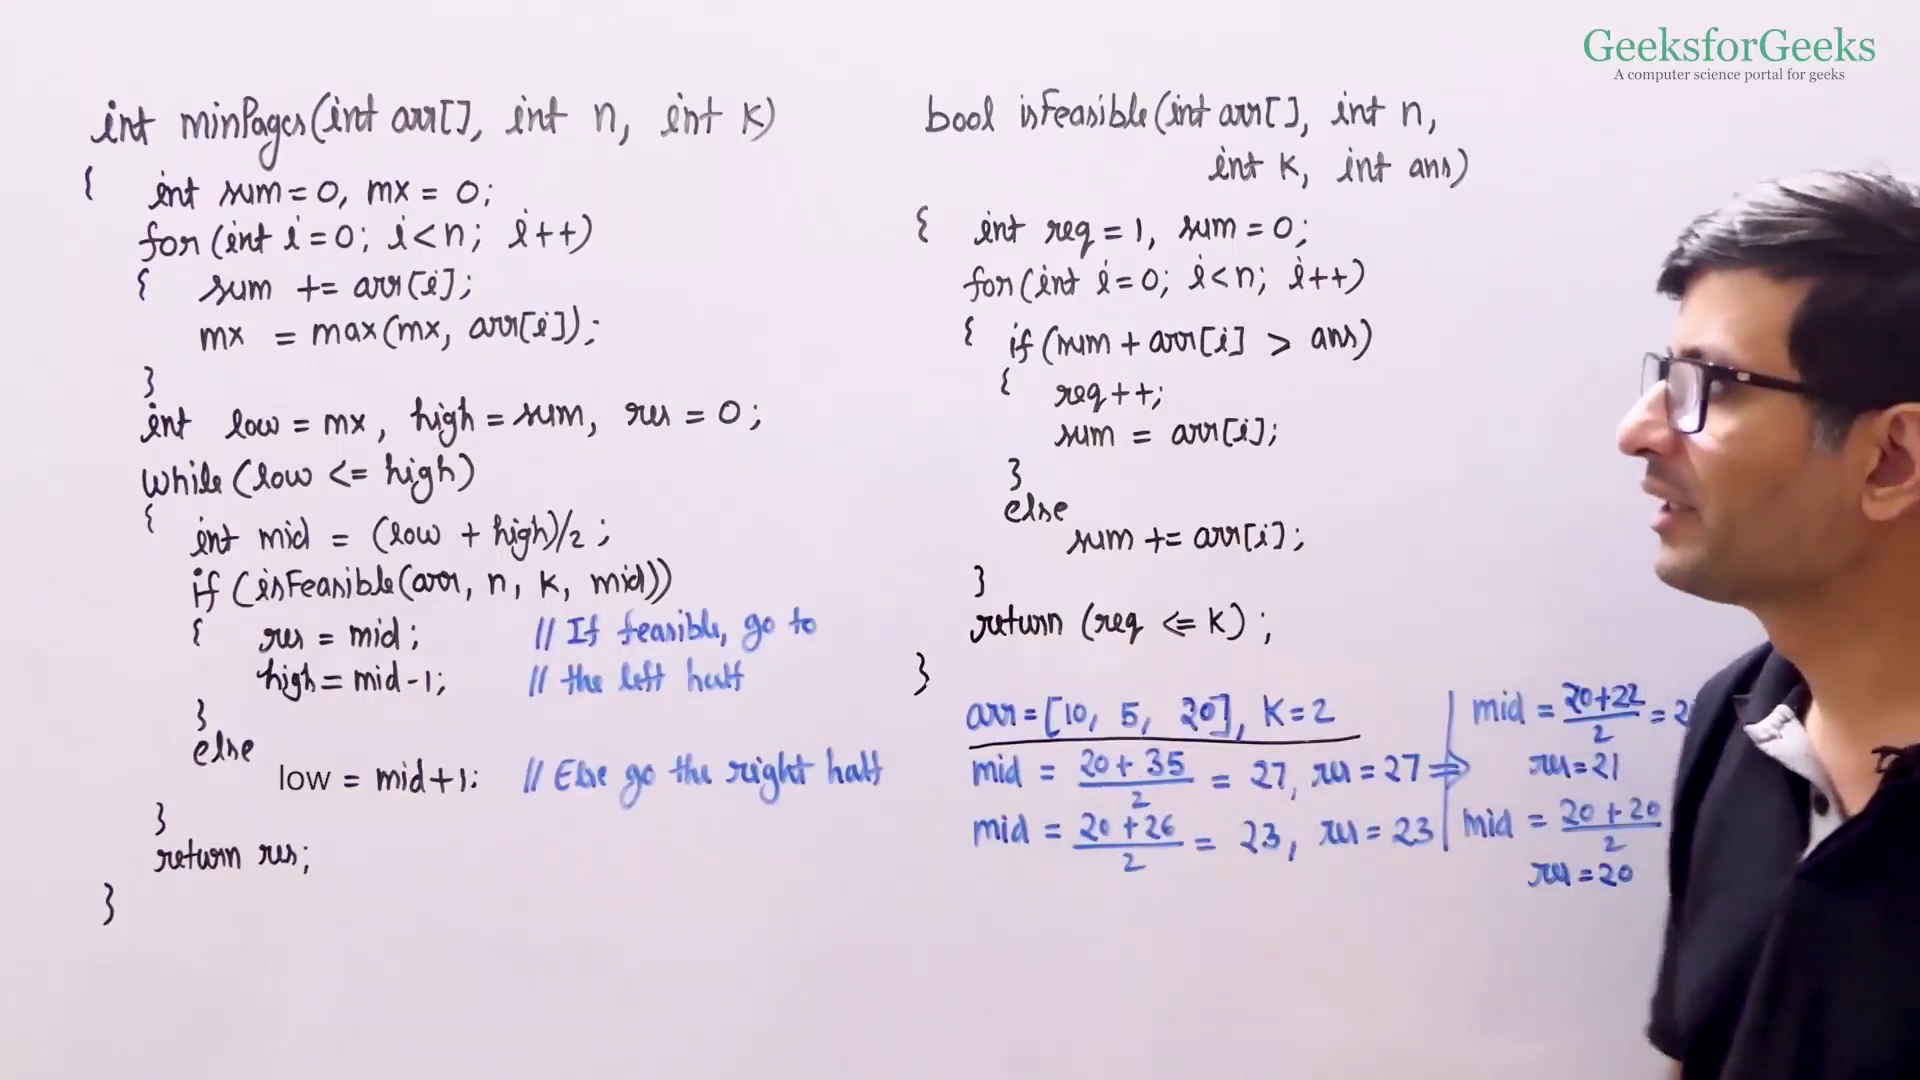 GeeksforGeeks
A computer science portal for geeks
int minPages(int arr[], int n, int k)
{ int sum = 0, mx = 0;
for (int i = 0; i < n; i++)
{ sum += arr[i];
mx = max(mx, arr[i]);
}
int low = mx, high = sum, res = 0;
while (low <= high)
{
int mid = (low + high)/2;
if (isFeasible(arr, n, k, mid))
{ res = mid; // If feasible, go to
high = mid-1; // the left half
}
else
low = mid+1; // Else go the right half
}
return res;
}
bool isFeasible(int arr[], int n,
int k, int ans)
{ int req = 1, sum = 0;
for (int i = 0; i < n; i++)
{ if (sum + arr[i] > ans)
{ req++;
sum = arr[i];
}
else
sum += arr[i];
}
return (req <= k);
}
arr = [10, 5, 20], k = 2
mid = 20 + 35 / 2 = 27, res = 27 ⇒
mid = 20 + 26 / 2 = 23, res = 23
mid = 20+22 / 2 = 2
res = 21
mid = 20 + 20 / 2
res = 20